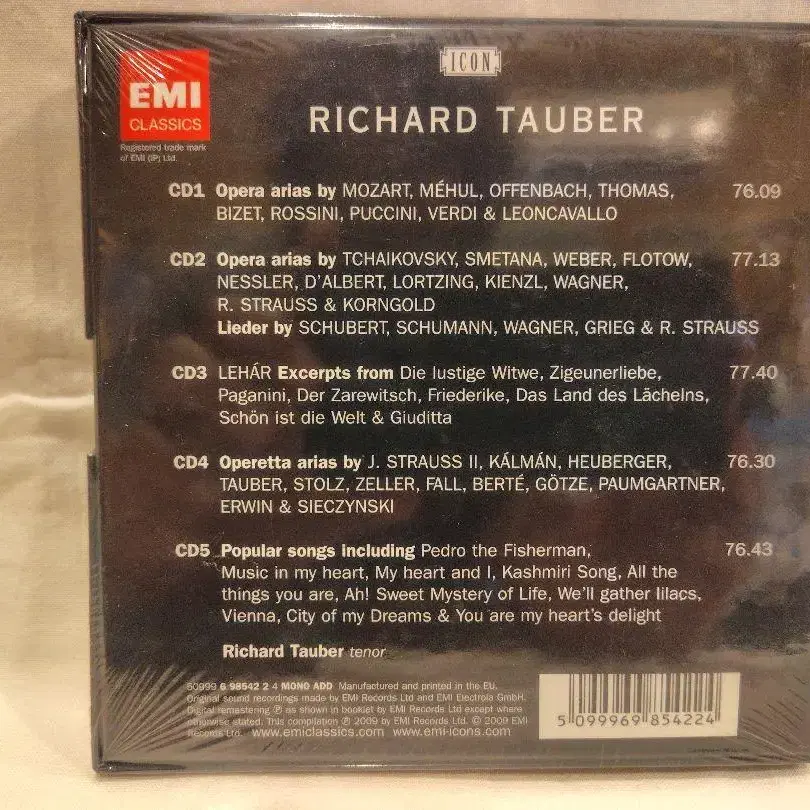 ICON
EMI
CLASSICS
Registered trade mark
of EMI (IP) Ltd.
RICHARD TAUBER
CD1 Opera arias by MOZART, MÉHUL, OFFENBACH, THOMAS, 76.09
BIZET, ROSSINI, PUCCINI, VERDI & LEONCAVALLO
CD2 Opera arias by TCHAIKOVSKY, SMETANA, WEBER, FLOTOW, 77.13
NESSLER, D'ALBERT, LORTZING, KIENZL, WAGNER,
R. STRAUSS & KORNGOLD
Lieder by SCHUBERT, SCHUMANN, WAGNER, GRIEG & R. STRAUSS
CD3 LEHÁR Excerpts from Die lustige Witwe, Zigeunerliebe, 77.40
Paganini, Der Zarewitsch, Friederike, Das Land des Lächelns,
Schön ist die Welt & Giuditta
CD4 Operetta arias by J. STRAUSS II, KÁLMÁN, HEUBERGER, 76.30
TAUBER, STOLZ, ZELLER, FALL, BERTÉ, GÖTZE, PAUMGARTNER,
ERWIN & SIECZYNSKI
CD5 Popular songs including Pedro the Fisherman, 76.43
Music in my heart, My heart and I, Kashmiri Song, All the
things you are, Ah! Sweet Mystery of Life, We'll gather lilacs,
Vienna, City of my Dreams & You are my heart's delight
Richard Tauber tenor
50999 6 98542 2 4 MONO ADD Manufactured and printed in the EU.
Original sound recordings made by EMI Records Ltd and EMI Electrola GmbH.
Digital remastering ℗ as shown in booklet by EMI Records Ltd except where
otherwise stated. This compilation ℗ 2009 by EMI Records Ltd. © 2009 EMI
Records Ltd. www.emiclassics.com www.emi-icons.com
5 099969 854224